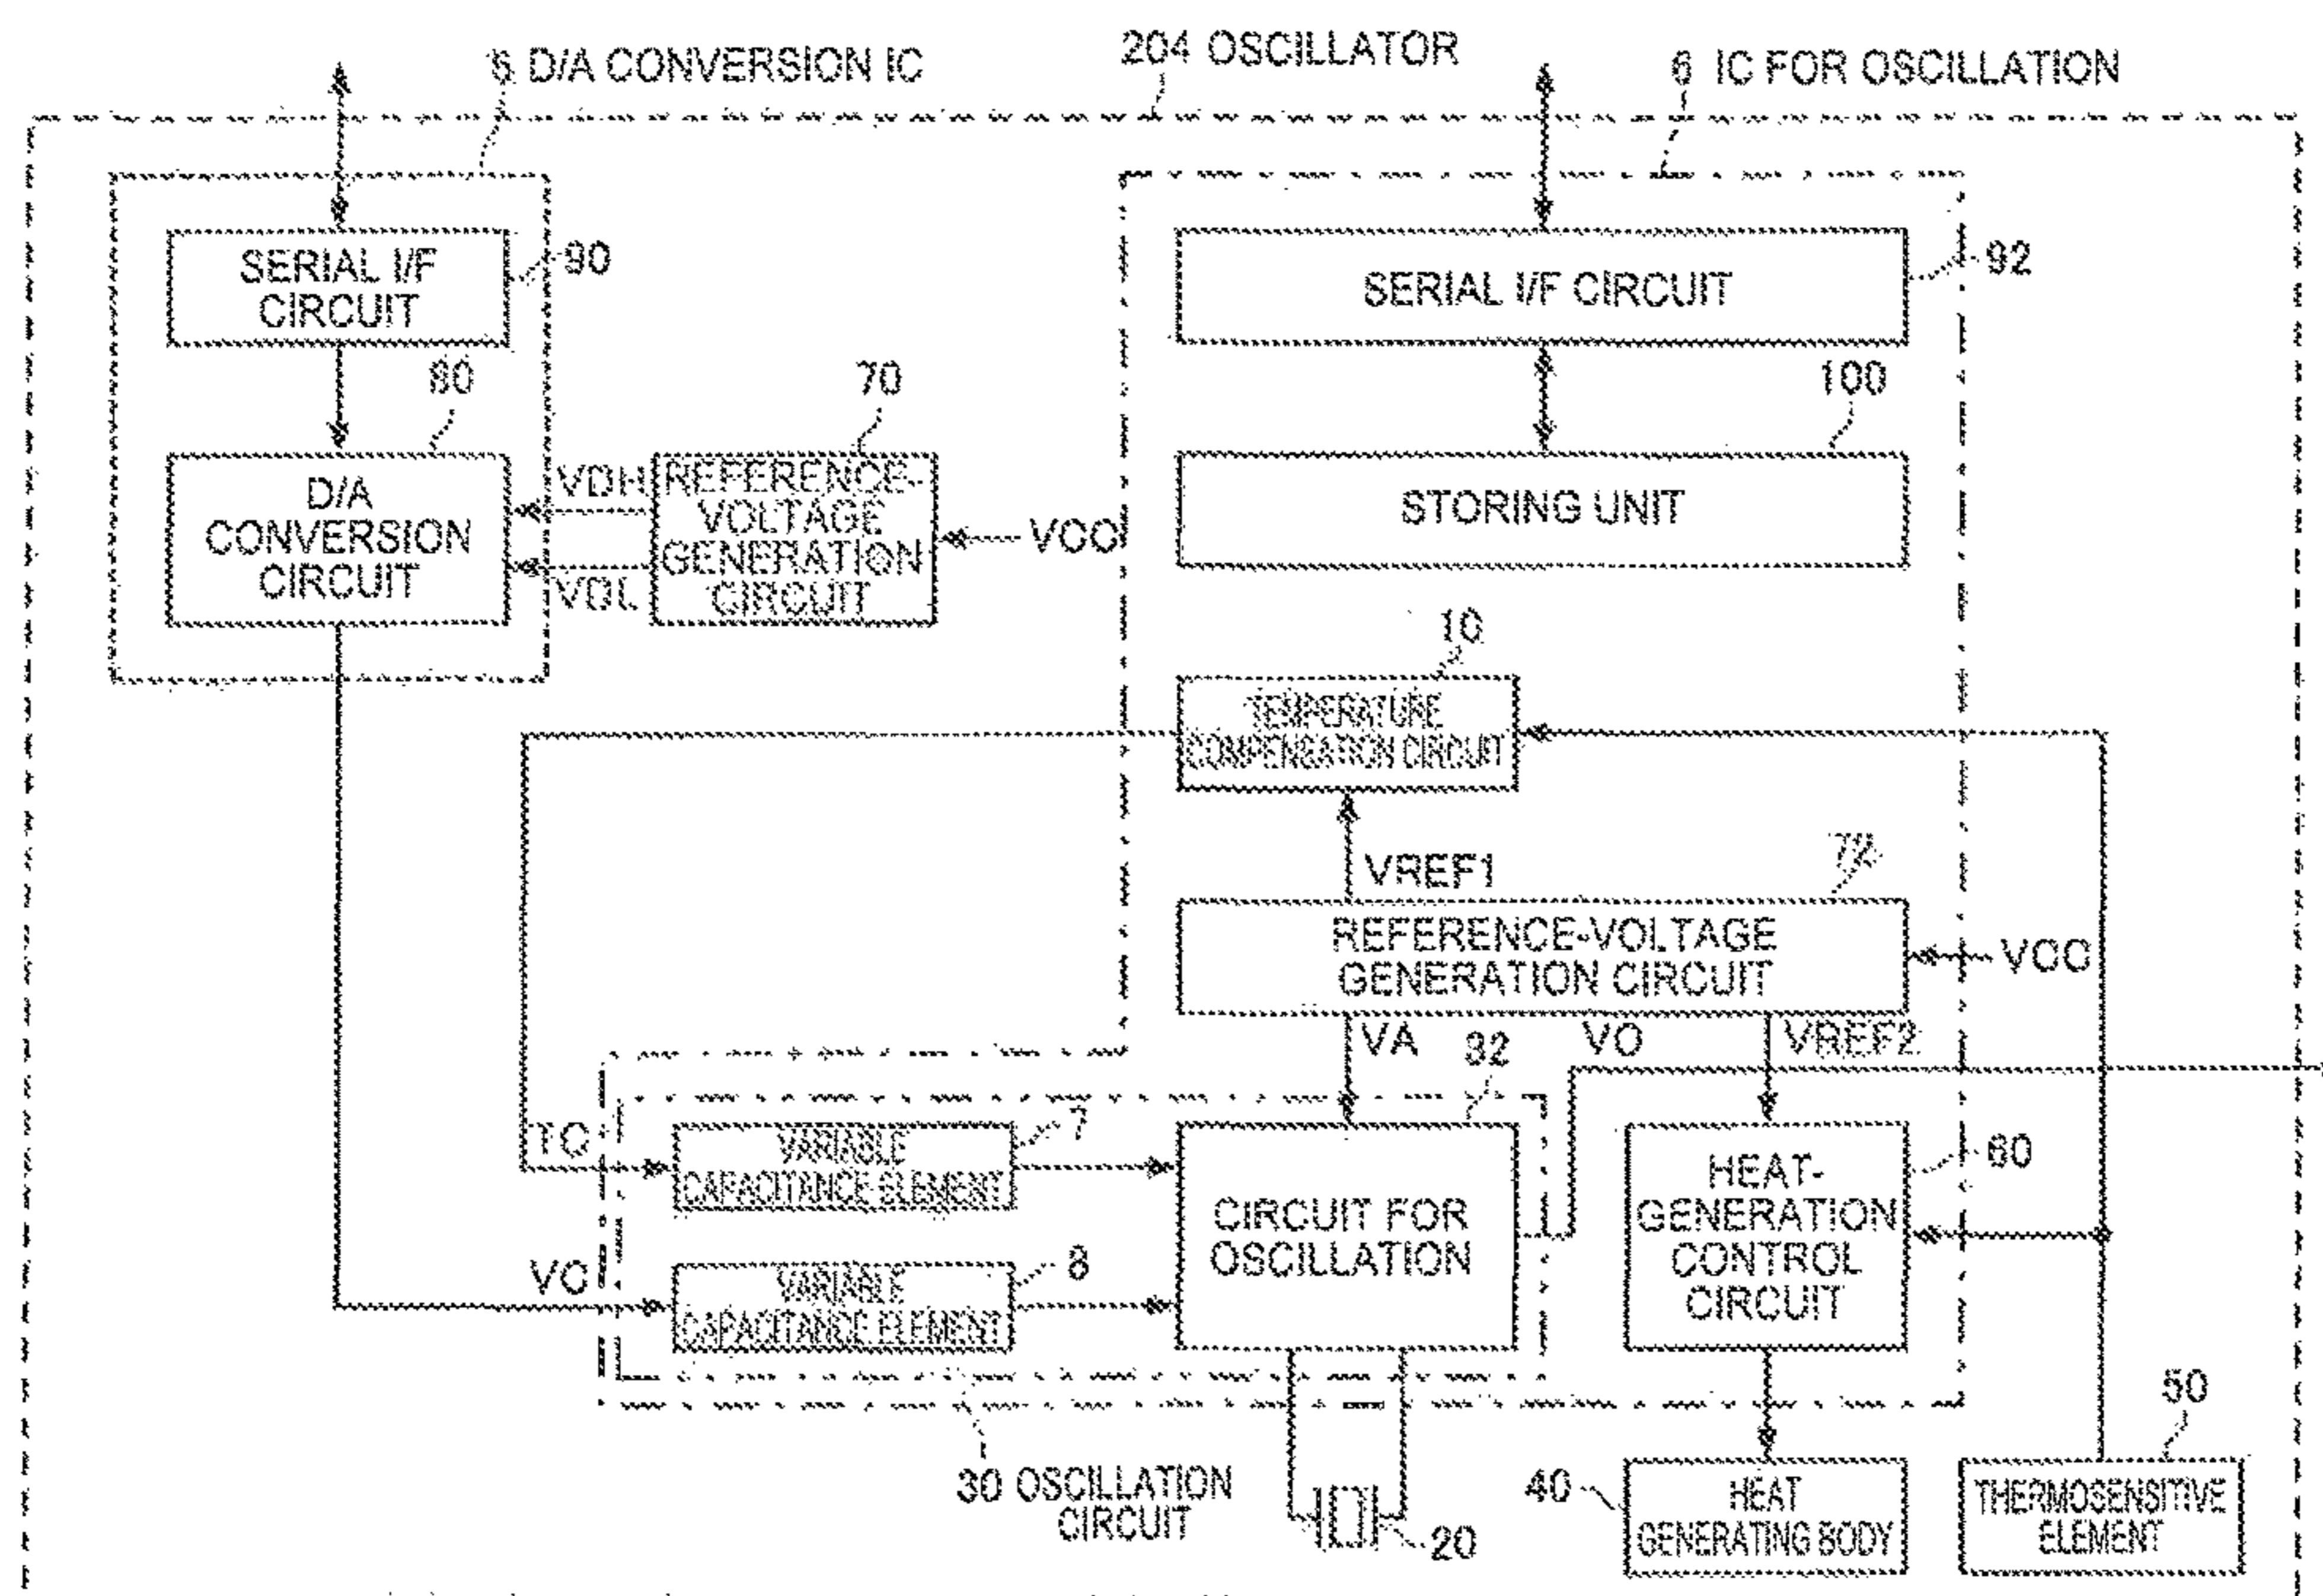 5 D/A CONVERSION IC
204 OSCILLATOR
6 IC FOR OSCILLATION
SERIAL I/F
CIRCUIT
90
SERIAL I/F CIRCUIT
92
80
70
100
D/A
CONVERSION
CIRCUIT
VDH
VDL
REFERENCE-
VOLTAGE
GENERATION
CIRCUIT
VCC
STORING UNIT
10
TEMPERATURE
COMPENSATION CIRCUIT
VREF1
72
REFERENCE-VOLTAGE
GENERATION CIRCUIT
VCC
VA
32
VO
VREF2
TC
VARIABLE
CAPACITANCE ELEMENT
7
CIRCUIT FOR
OSCILLATION
HEAT-
GENERATION
CONTROL
CIRCUIT
60
VC
VARIABLE
CAPACITANCE ELEMENT
8
30 OSCILLATION
CIRCUIT
20
40
HEAT
GENERATING BODY
50
THERMOSENSITIVE
ELEMENT